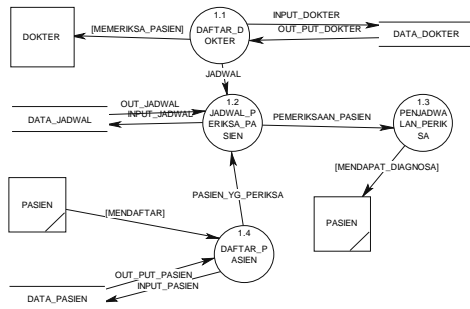 1.1
DAFTAR_D
OKTER
DOKTER
[MEMERIKSA_PASIEN]
INPUT_DOKTER
OUT_PUT_DOKTER
DATA_DOKTER
JADWAL
OUT_JADWAL
INPUT_JADWAL
DATA_JADWAL
1.2
JADWAL_P
ERIKSA_PA
SIEN
PEMERIKSAAN_PASIEN
1.3
PENJADWA
LAN_PERIK
SA
[MENDAPAT_DIAGNOSA]
PASIEN
PASIEN_YG_PERIKSA
PASIEN
[MENDAFTAR]
1.4
DAFTAR_P
ASIEN
OUT_PUT_PASIEN
INPUT_PASIEN
DATA_PASIEN